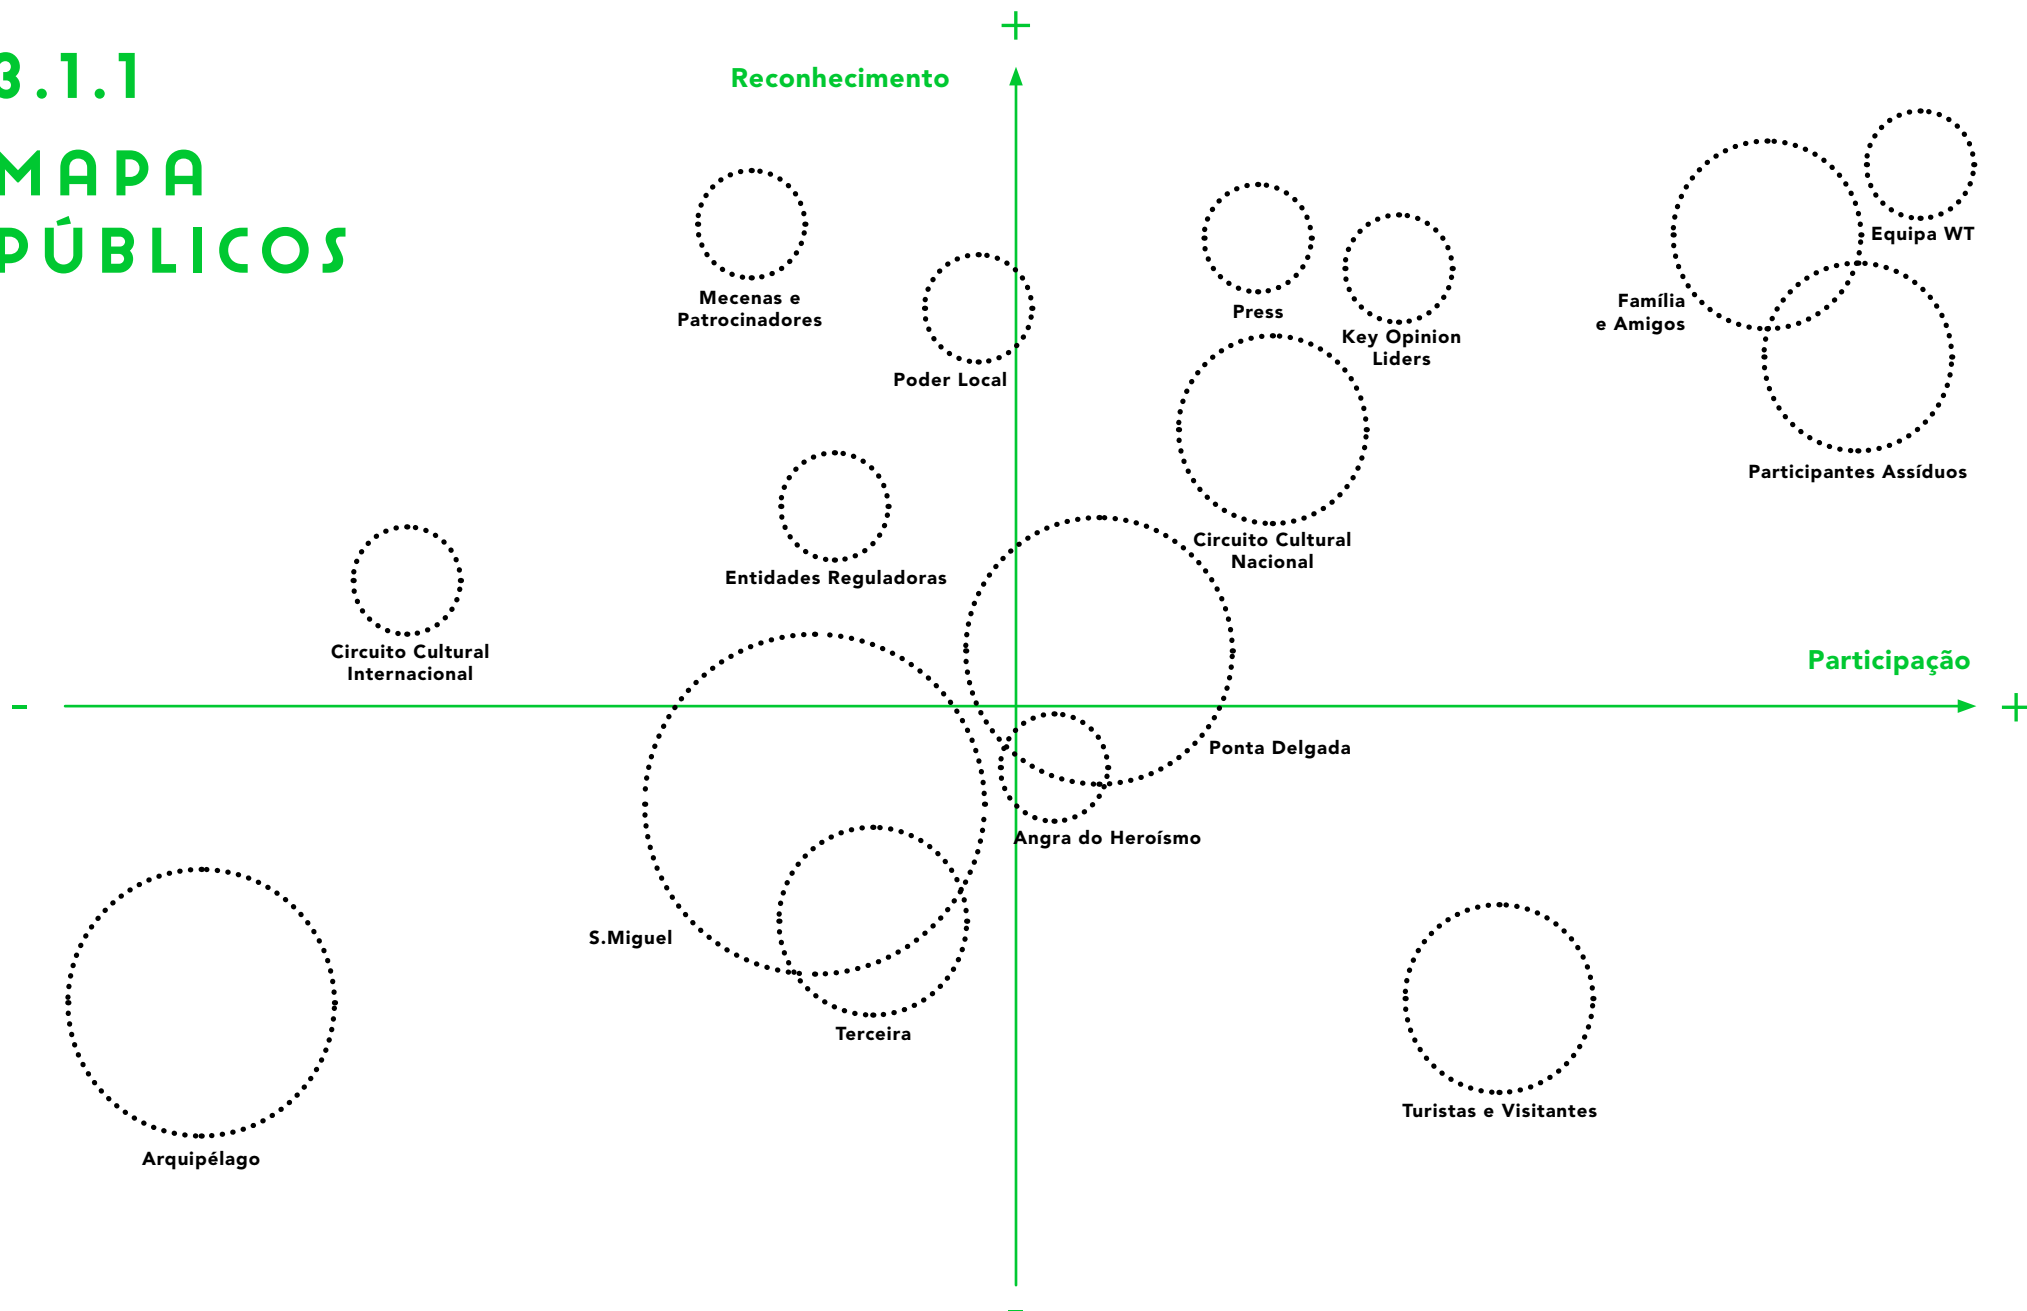 3.1.1
MAPA
PÚBLICOS
+
Reconhecimento
Mecenas e
Patrocinadores
Poder Local
Press
Key Opinion
Liders
Equipa WT
Família
e Amigos
Participantes Assíduos
Circuito Cultural
Nacional
Entidades Reguladoras
Circuito Cultural
Internacional
Participação
-
+
Ponta Delgada
Angra do Heroísmo
S.Miguel
Terceira
Turistas e Visitantes
Arquipélago
-